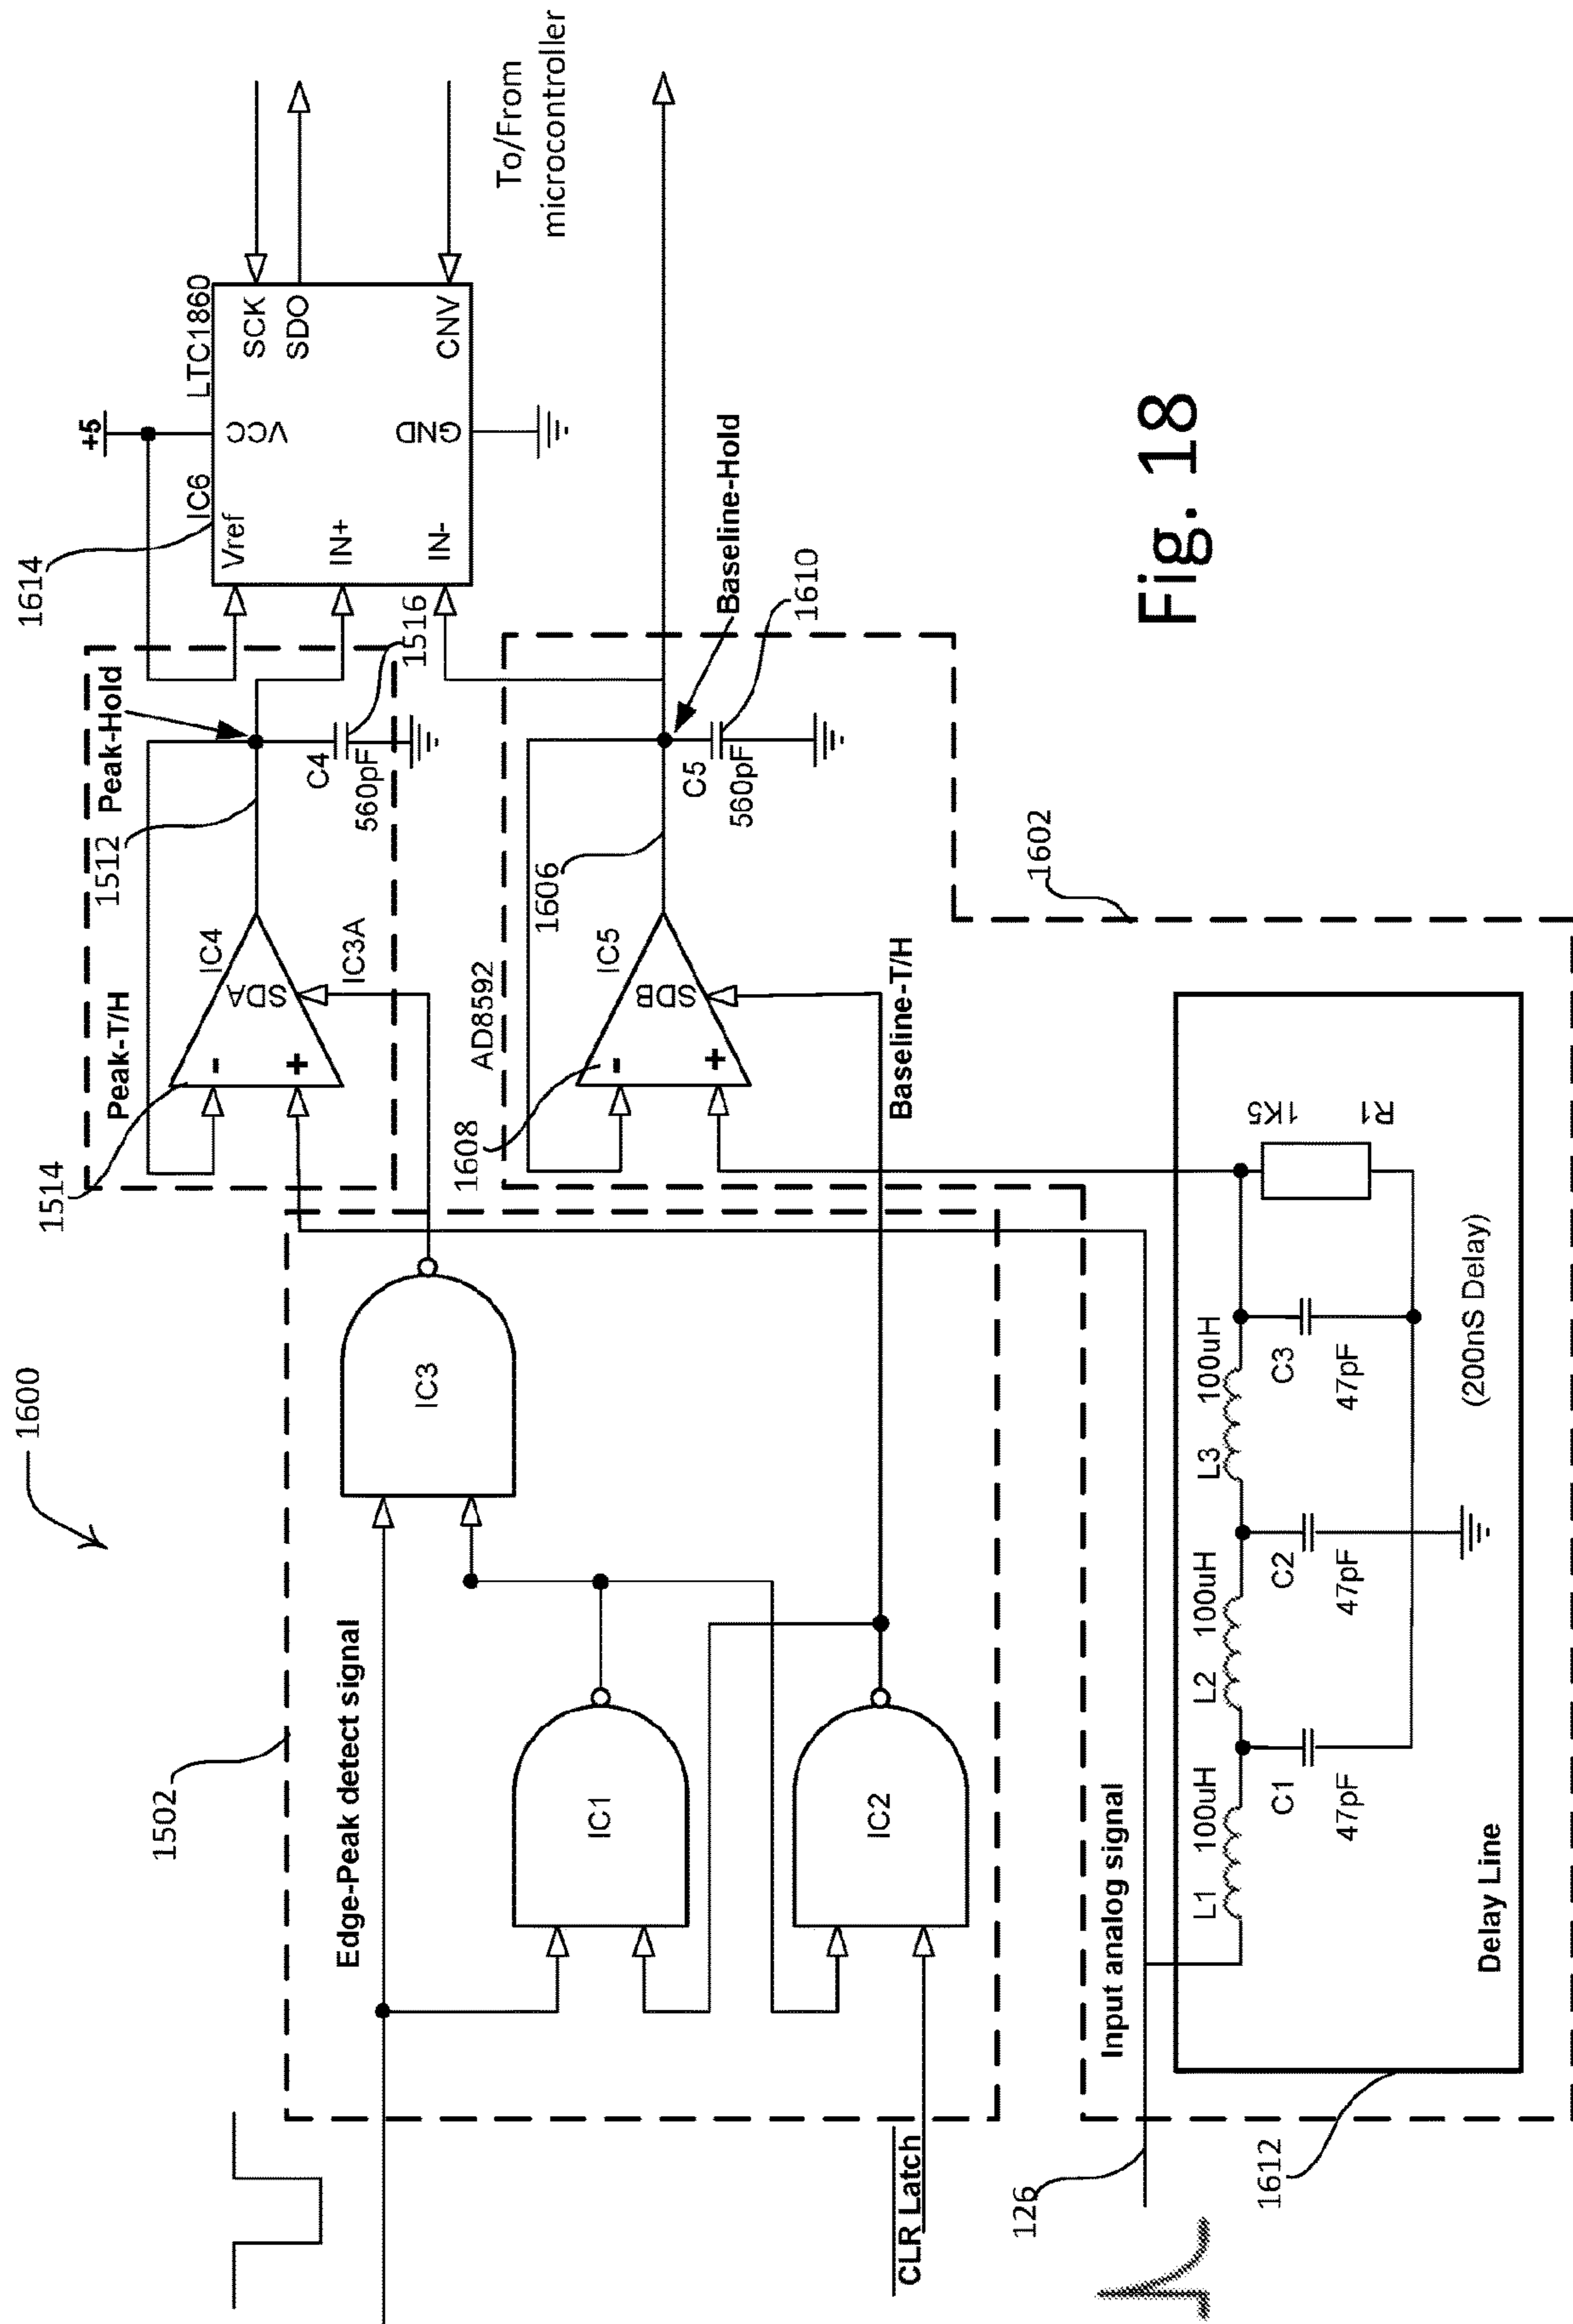 1600
1502
Edge-Peak detect signal
IC1
IC2
IC3
CLR Latch
1514
Peak-T/H
-
+
SDA
IC4
IC3A
1512
Peak-Hold
C4
560pF
1516
1614
+5
IC6
LTC1860
Vref
VCC
SCK
SDO
IN+
IN-
GND
CNV
To/From
microcontroller
AD8592
1608
-
+
SDB
IC5
Baseline-T/H
1606
C5
560pF
Baseline-Hold
1610
1602
126
Input analog signal
L1
100uH
L2
100uH
L3
100uH
C1
47pF
C2
47pF
C3
47pF
1K5
R1
Delay Line
(200nS Delay)
1612
Fig. 18